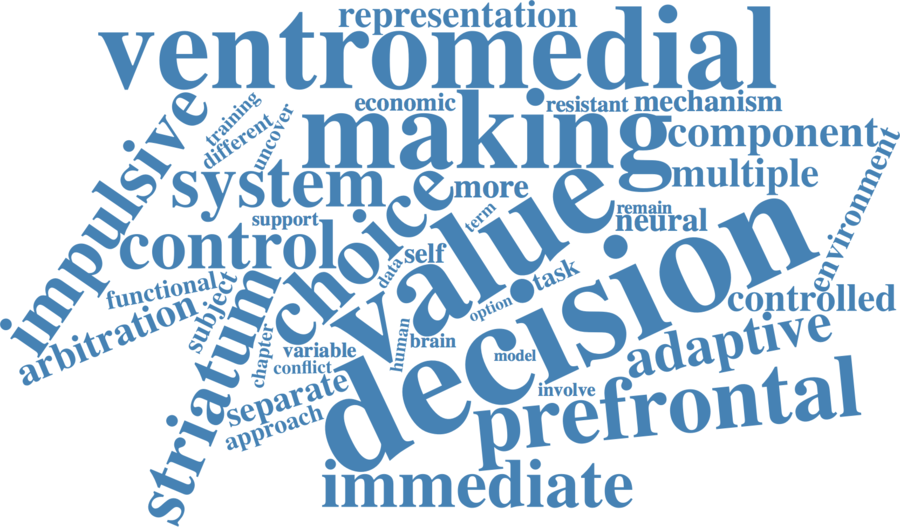 representation
ventromedial
economic
resistant
mechanism
training
different
uncover
impulsive
making
component
environment
system
more
multiple
support
choice
term
remain
neural
control
value
self
data
task
option
functional
subject
arbitration
striatum
decision
controlled
chapter
variable
conflict
human
brain
model
adaptive
separate
approach
involve
prefrontal
immediate